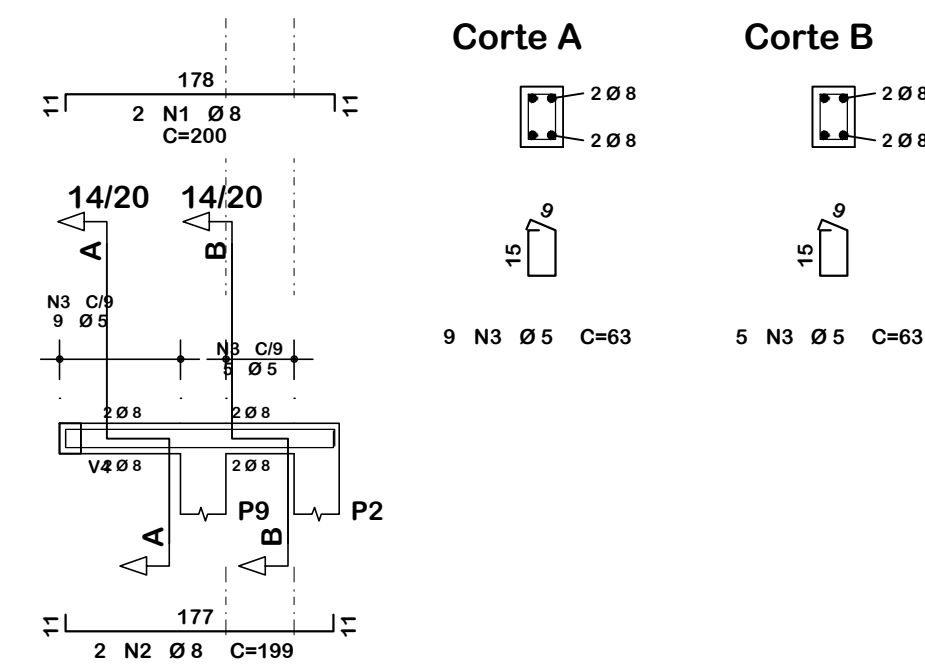 Corte A
Corte B
178
11
11
2 N1 Ø 8
C=200
2 Ø 8
2 Ø 8
2 Ø 8
2 Ø 8
14/20
14/20
A
B
9
15
9
15
N3 C/9
9 Ø 5
N3 C/9
5 Ø 5
9 N3 Ø 5 C=63
5 N3 Ø 5 C=63
2 Ø 8
2 Ø 8
V4
2 Ø 8
2 Ø 8
P9
P2
A
B
177
11
11
2 N2 Ø 8 C=199